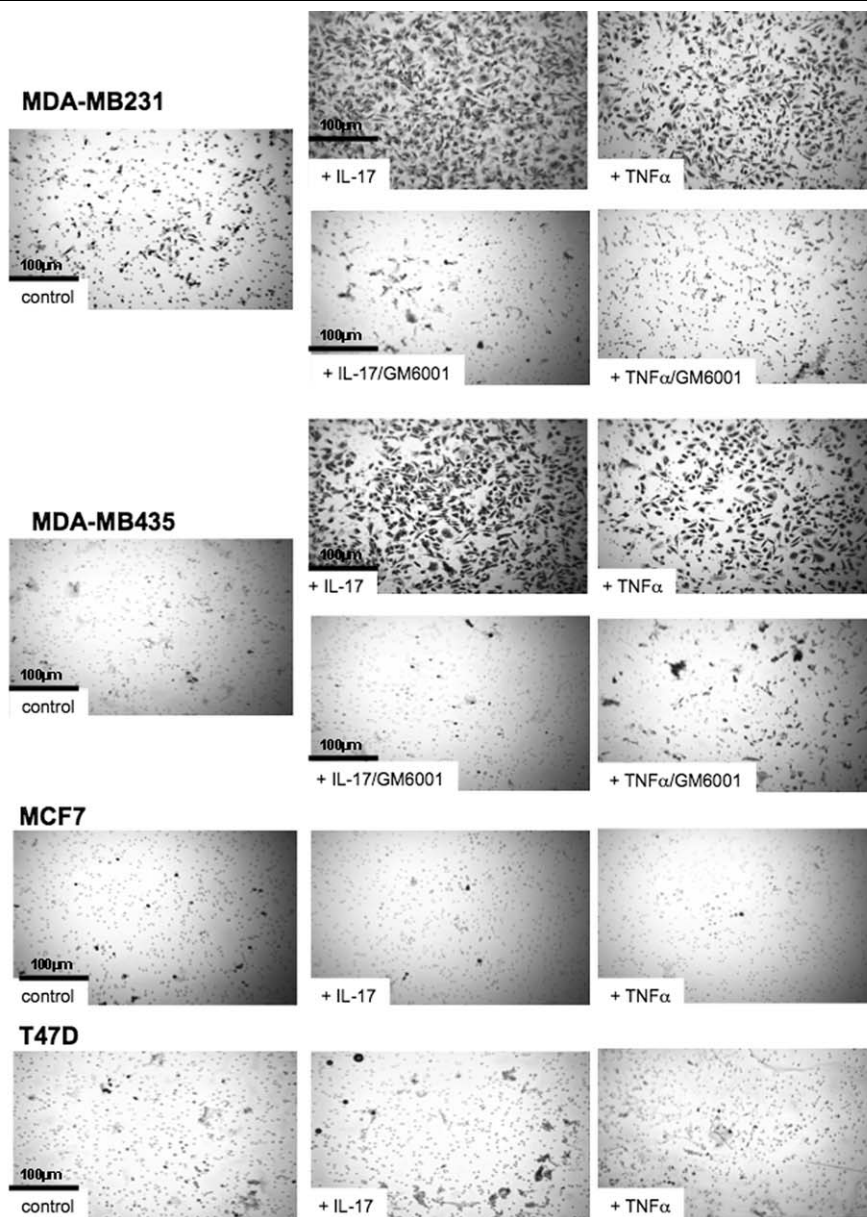 MDA-MB231
100µm
control
100µm
+ IL-17
+ TNFα
100µm
+ IL-17/GM6001
+ TNFα/GM6001
MDA-MB435
100µm
control
100µm
+ IL-17
+ TNFα
100µm
+ IL-17/GM6001
+ TNFα/GM6001
MCF7
100µm
control
+ IL-17
+ TNFα
T47D
100µm
control
+ IL-17
+ TNFα